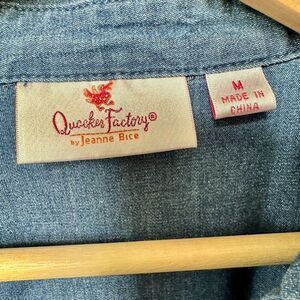 Quacker Factory®
by Jeanne Bice
M
MADE IN
CHINA